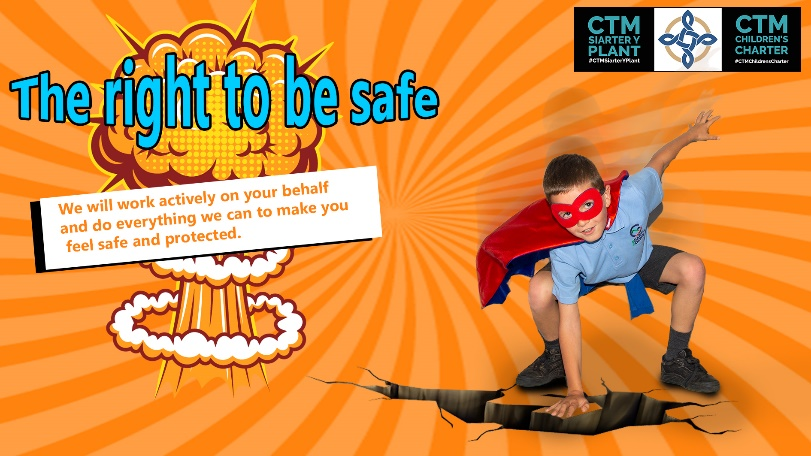 The right to be safe
We will work actively on your behalf
and do everything we can to make you
feel safe and protected.
CTM
SIARTER Y
PLANT
#CTMSiarterYPlant
CTM
CHILDREN'S
CHARTER
#CTMChildrensCharter